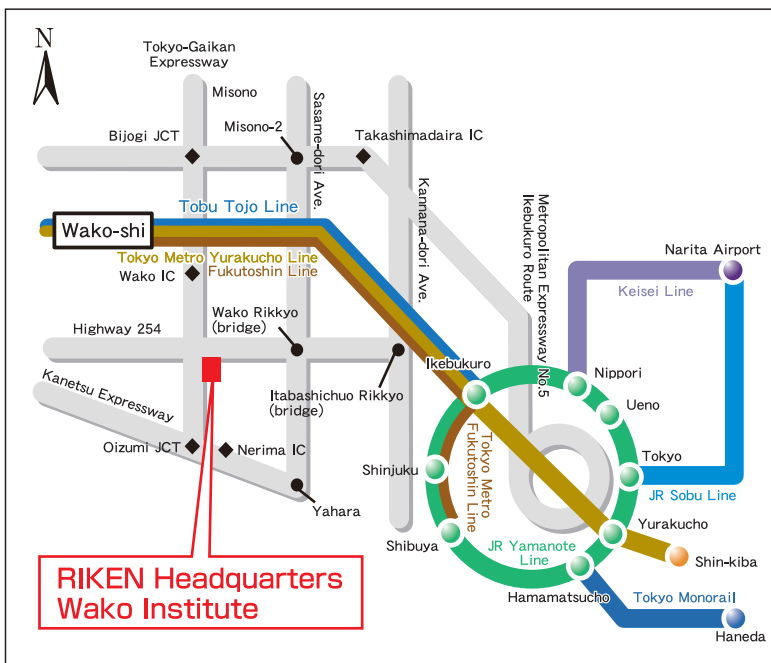 N
Tokyo-Gaikan
Expressway
Misono
Sasame-dori Ave.
Bijogi JCT
Misono-2
Takashimadaira IC
Kannana-dori Ave.
Metropolitan Expressway No.5
Ikebukuro Route
Tobu Tojo Line
Wako-shi
Tokyo Metro Yurakucho Line
Fukutoshin Line
Wako IC
Narita Airport
Keisei Line
Highway 254
Wako Rikkyo
(bridge)
Itabashichuo Rikkyo
(bridge)
Ikebukuro
Nippori
Ueno
Kanetsu Expressway
Oizumi JCT
Nerima IC
Yahara
Tokyo Metro
Fukutoshin Line
Shinjuku
Tokyo
JR Sobu Line
Shibuya
JR Yamanote
Line
Yurakucho
Shin-kiba
Hamamatsucho
Tokyo Monorail
Haneda
RIKEN Headquarters
Wako Institute